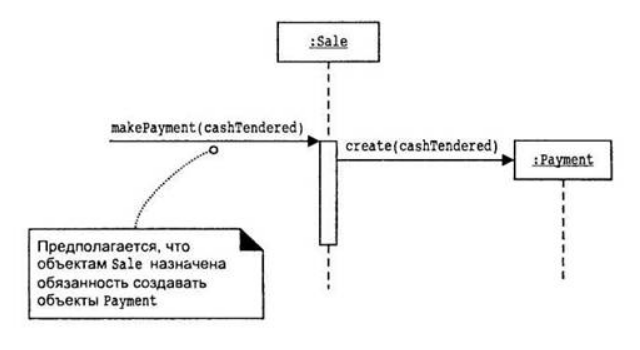 :Sale
makePayment(cashTendered)
create(cashTendered)
:Payment
Предполагается, что
объектам Sale назначена
обязанность создавать
объекты Payment